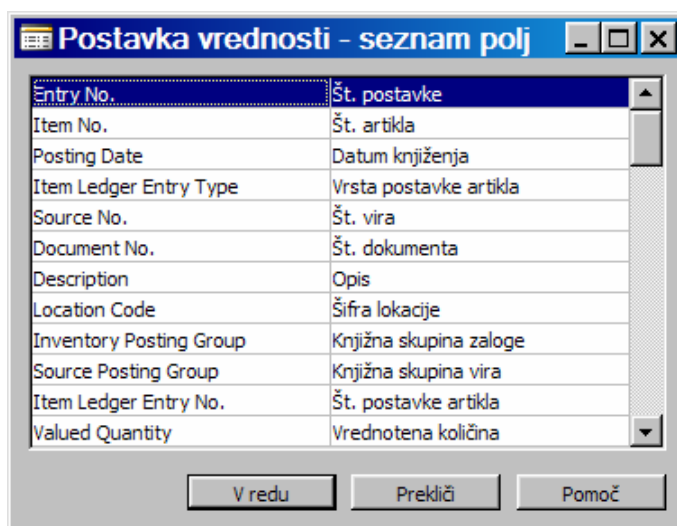 Postavka vrednosti - seznam polj
Entry No. Št. postavke
Item No. Št. artikla
Posting Date Datum knjiženja
Item Ledger Entry Type Vrsta postavke artikla
Source No. Št. vira
Document No. Št. dokumenta
Description Opis
Location Code Šifra lokacije
Inventory Posting Group Knjižna skupina zaloge
Source Posting Group Knjižna skupina vira
Item Ledger Entry No. Št. postavke artikla
Valued Quantity Vrednotena količina
V redu Prekliči Pomoč